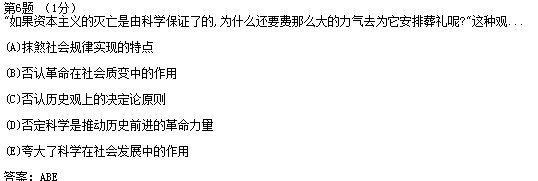 第6题 (1分)
"如果资本主义的灭亡是由科学保证了的,为什么还要费那么大的力气去为它安排葬礼呢?"这种观...
(A)抹煞社会规律实现的特点
(B)否认革命在社会质变中的作用
(C)否认历史观上的决定论原则
(D)否定科学是推动历史前进的革命力量
(E)夸大了科学在社会发展中的作用
答案: ABE